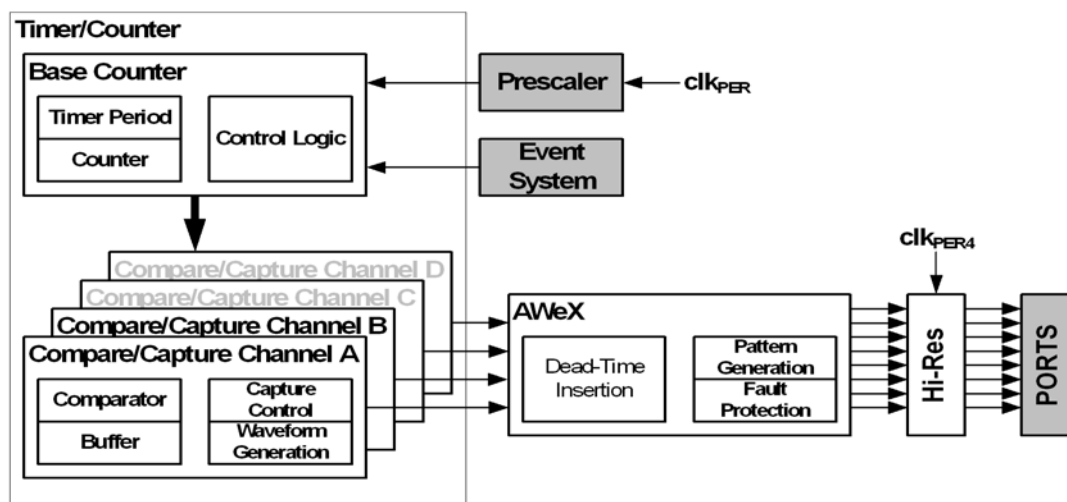 Timer/Counter
Base Counter
Timer Period
Counter
Control Logic
Prescaler
clkPER
Event
System
Compare/Capture Channel D
Compare/Capture Channel C
Compare/Capture Channel B
Compare/Capture Channel A
Comparator
Buffer
Capture
Control
Waveform
Generation
AWeX
Dead-Time
Insertion
Pattern
Generation
Fault
Protection
clkPER4
Hi-Res
PORTS